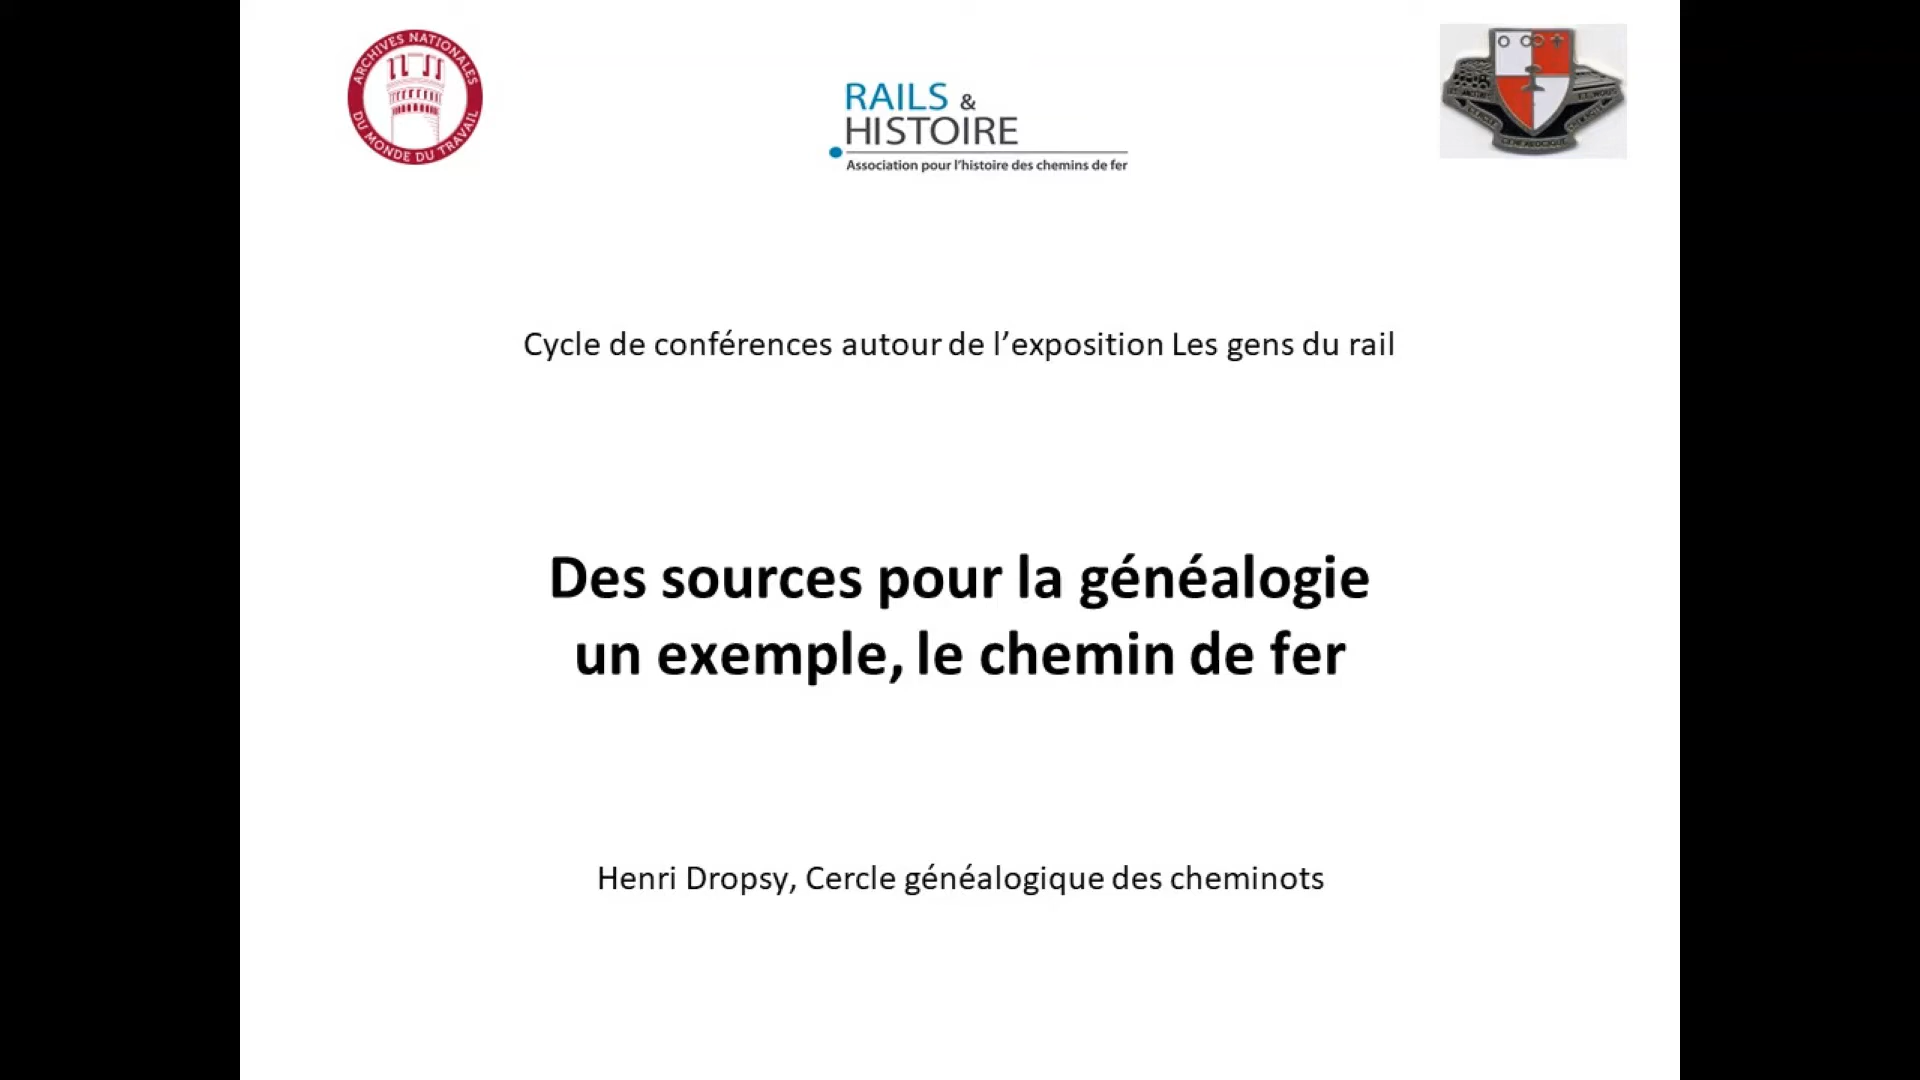 ARCHIVES NATIONALES
DU MONDE DU TRAVAIL
RAILS &
HISTOIRE
Association pour l'histoire des chemins de fer
CERCLE
GENEALOGIQUE
Cycle de conférences autour de l’exposition Les gens du rail
Des sources pour la généalogie
un exemple, le chemin de fer
Henri Dropsy, Cercle généalogique des cheminots